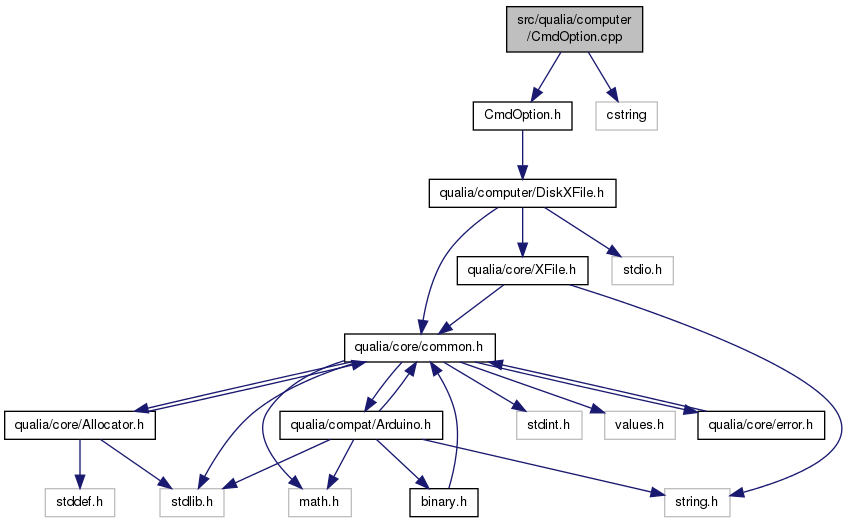 src/qualia/computer
/CmdOption.cpp
CmdOption.h
cstring
qualia/computer/DiskXFile.h
qualia/core/XFile.h
stdio.h
qualia/core/common.h
qualia/core/Allocator.h
qualia/compat/Arduino.h
stdint.h
values.h
qualia/core/error.h
stddef.h
stdlib.h
math.h
binary.h
string.h